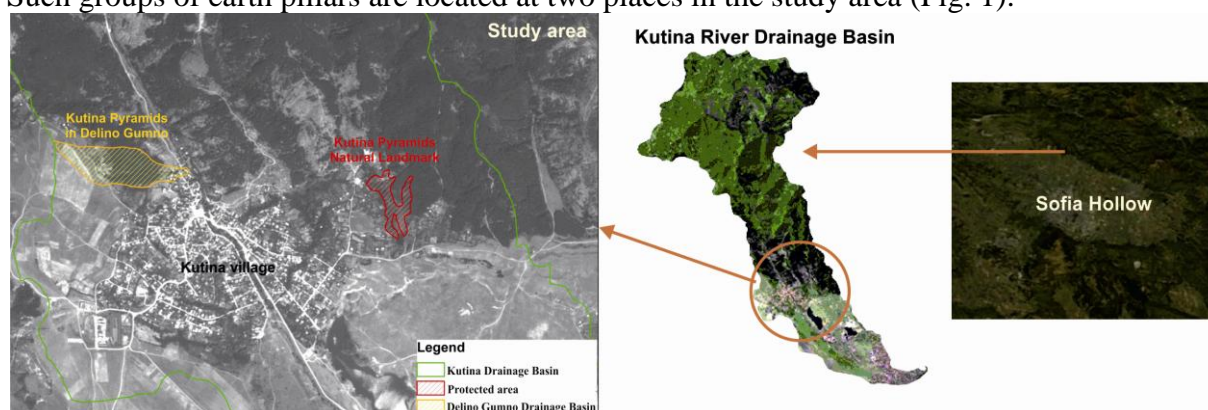 Such groups of earth pillars are located at two places in the study area (Fig. 1).
Study area
Kutina Pyramids
in Delino Gumno
Kutina Pyramids
Natural Landmark
Kutina village
Legend
Kutina Drainage Basin
Protected area
Delino Gumno Drainage Basin
Kutina River Drainage Basin
Sofia Hollow